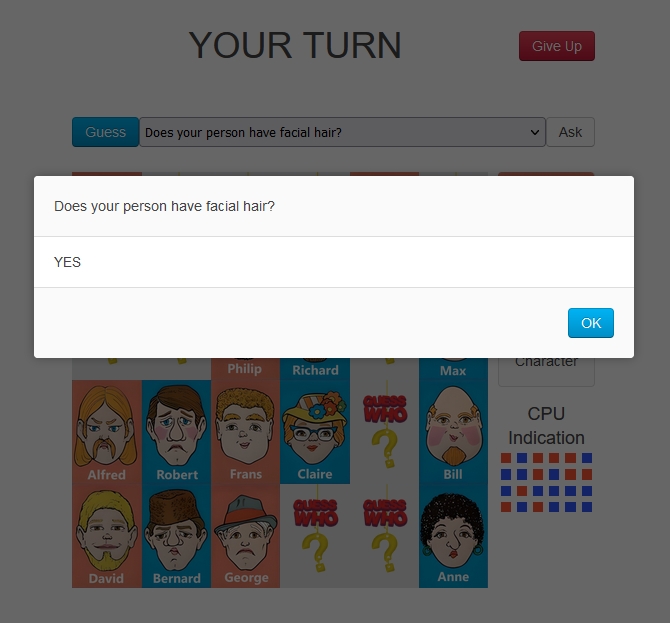 YOUR TURN
Give Up
Guess
Does your person have facial hair?
Ask
Does your person have facial hair?
YES
OK
Philip
Richard
Max
Character
CPU
Indication
Alfred
Robert
Frans
Claire
GUESS
WHO
?
Bill
David
Bernard
George
GUESS
WHO
?
GUESS
WHO
?
Anne